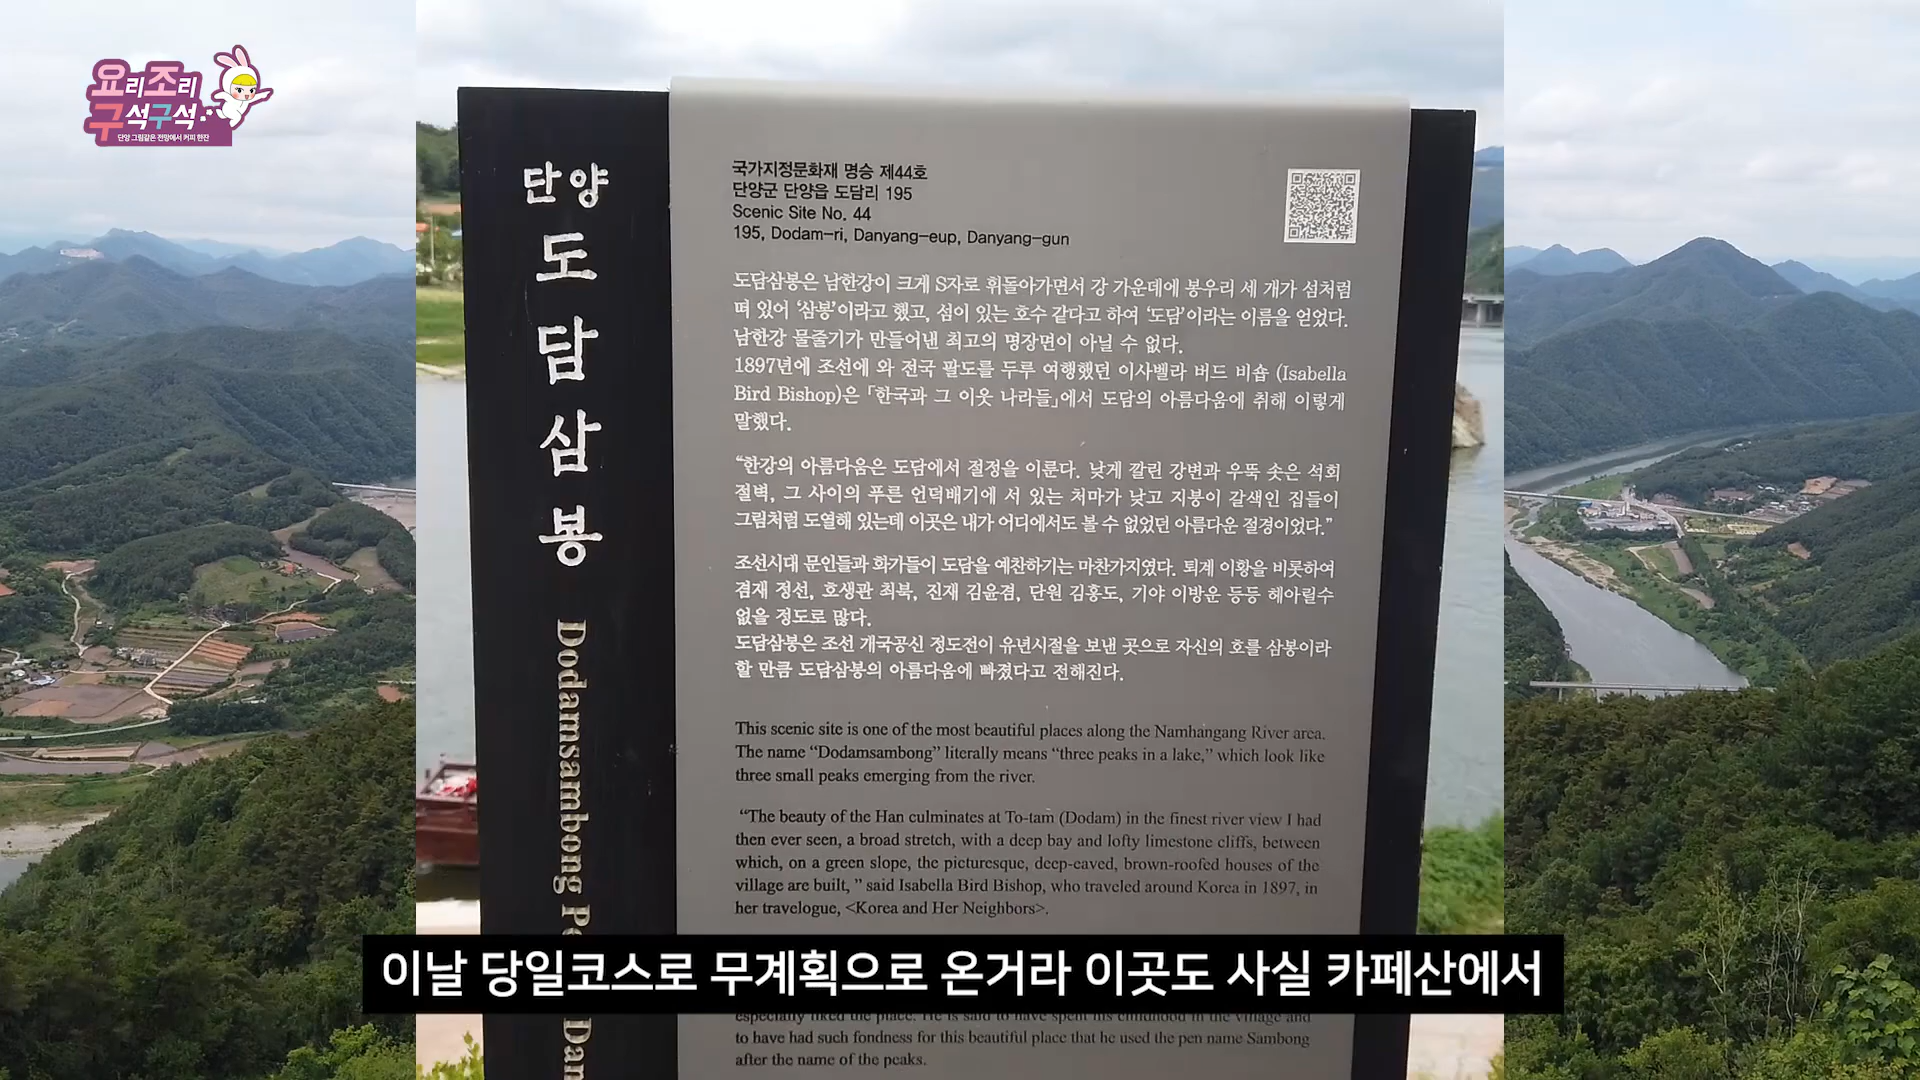 요리조리
구석구석
단양 그림같은 전망에서 커피 한잔
단양
도담삼봉
Dodamsambong
국가지정문화재 명승 제44호
단양군 단양읍 도담리 195
Scenic Site No. 44
195, Dodam-ri, Danyang-eup, Danyang-gun
도담삼봉은 남한강이 크게 S자로 휘돌아가면서 강 가운데에 봉우리 세 개가 섬처럼
떠 있어 '삼봉'이라고 했고, 섬이 있는 호수 같다고 하여 '도담'이라는 이름을 얻었다.
남한강 물줄기가 만들어낸 최고의 명장면이 아닐 수 없다.
1897년에 조선에 와 전국 팔도를 두루 여행했던 이사벨라 버드 비숍 (Isabella
Bird Bishop)은 「한국과 그 이웃 나라들」에서 도담의 아름다움에 취해 이렇게
말했다.
“한강의 아름다움은 도담에서 절정을 이룬다. 낮게 깔린 강변과 우뚝 솟은 석회
절벽, 그 사이의 푸른 언덕배기에 서 있는 처마가 낮고 지붕이 갈색인 집들이
그림처럼 도열해 있는데 이곳은 내가 어디에서도 볼 수 없었던 아름다운 절경이었다.”
조선시대 문인들과 화가들이 도담을 예찬하기는 마찬가지였다. 퇴계 이황을 비롯하여
겸재 정선, 호생관 최북, 진재 김윤겸, 단원 김홍도, 기야 이방운 등등 헤아릴수
없을 정도로 많다.
도담삼봉은 조선 개국공신 정도전이 유년시절을 보낸 곳으로 자신의 호를 삼봉이라
할 만큼 도담삼봉의 아름다움에 빠졌다고 전해진다.
This scenic site is one of the most beautiful places along the Namhangang River area.
The name “Dodamsambong” literally means “three peaks in a lake,” which look like
three small peaks emerging from the river.
“The beauty of the Han culminates at To-tam (Dodam) in the finest river view I had
then ever seen, a broad stretch, with a deep bay and lofty limestone cliffs, between
which, on a green slope, the picturesque, deep-eaved, brown-roofed houses of the
village are built, ” said Isabella Bird Bishop, who traveled around Korea in 1897, in
her travelogue, <Korea and Her Neighbors>.
이날 당일코스로 무계획으로 온거라 이곳도 사실 카페산에서
especially liked the place. He is said to have spent his childhood in the village and
to have had such fondness for this beautiful place that he used the pen name Sambong
after the name of the peaks.